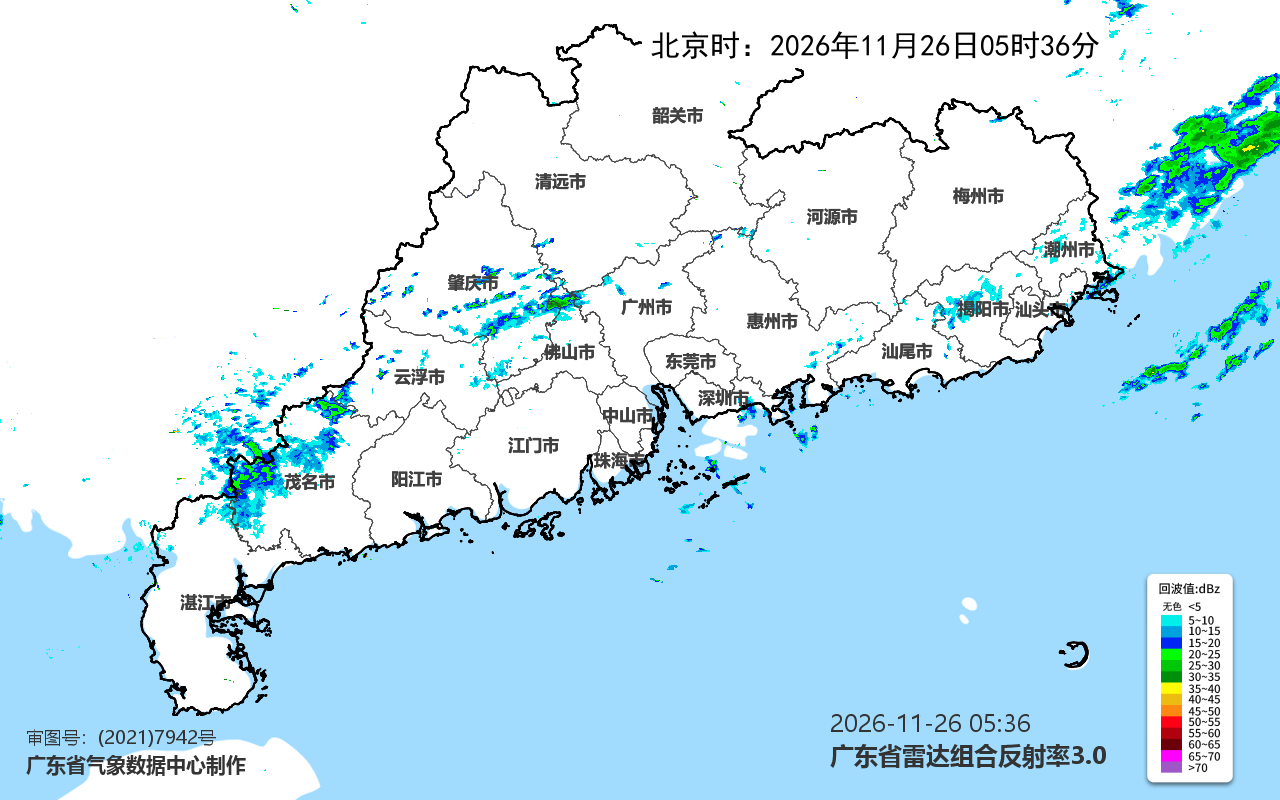 北京时：2026年11月26日05时36分
韶关市
清远市
梅州市
河源市
潮州市
肇庆市
广州市
揭阳市
汕头市
惠州市
佛山市
汕尾市
东莞市
云浮市
深圳市
中山市
江门市
珠海市
阳江市
茂名市
湛江市
回波值:dBz
无色 <5
5~10
10~15
15~20
20~25
25~30
30~35
35~40
40~45
45~50
50~55
55~60
60~65
65~70
>70
2026-11-26 05:36
广东省雷达组合反射率3.0
审图号：(2021)7942号
广东省气象数据中心制作